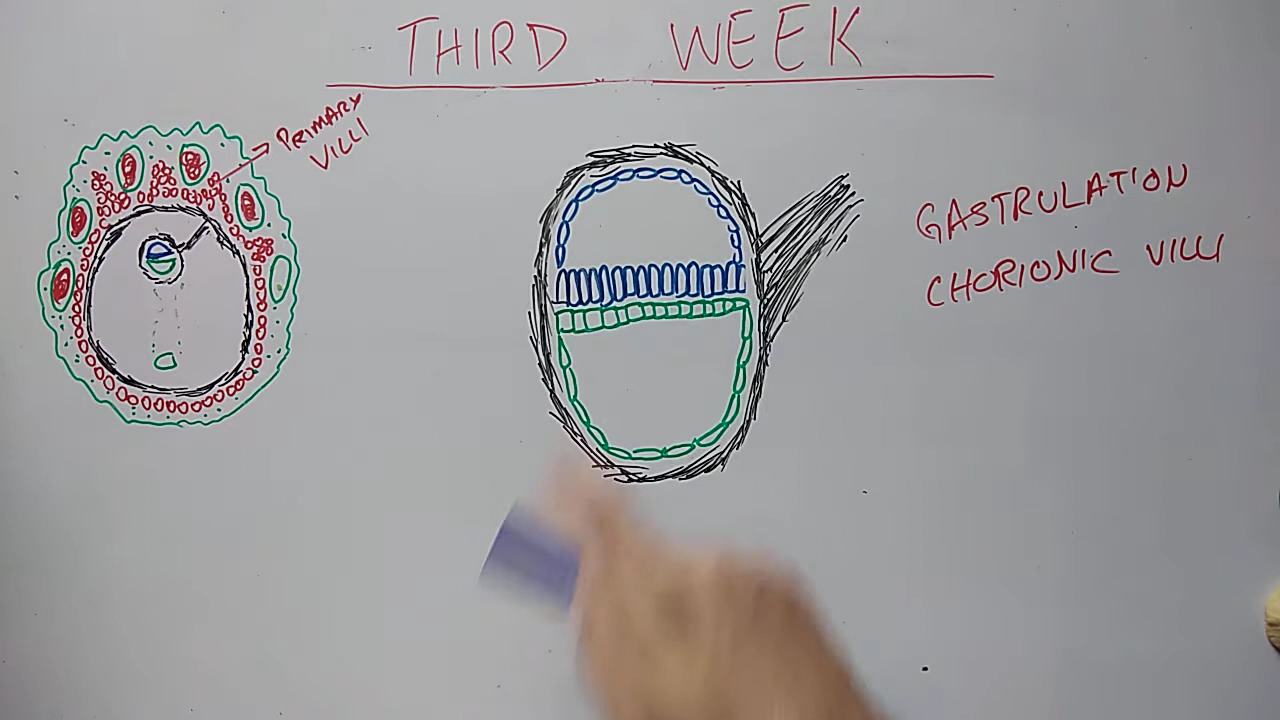 THIRD WEEK
PRIMARY
VILLI
GASTRULATION
CHORIONIC VILLI